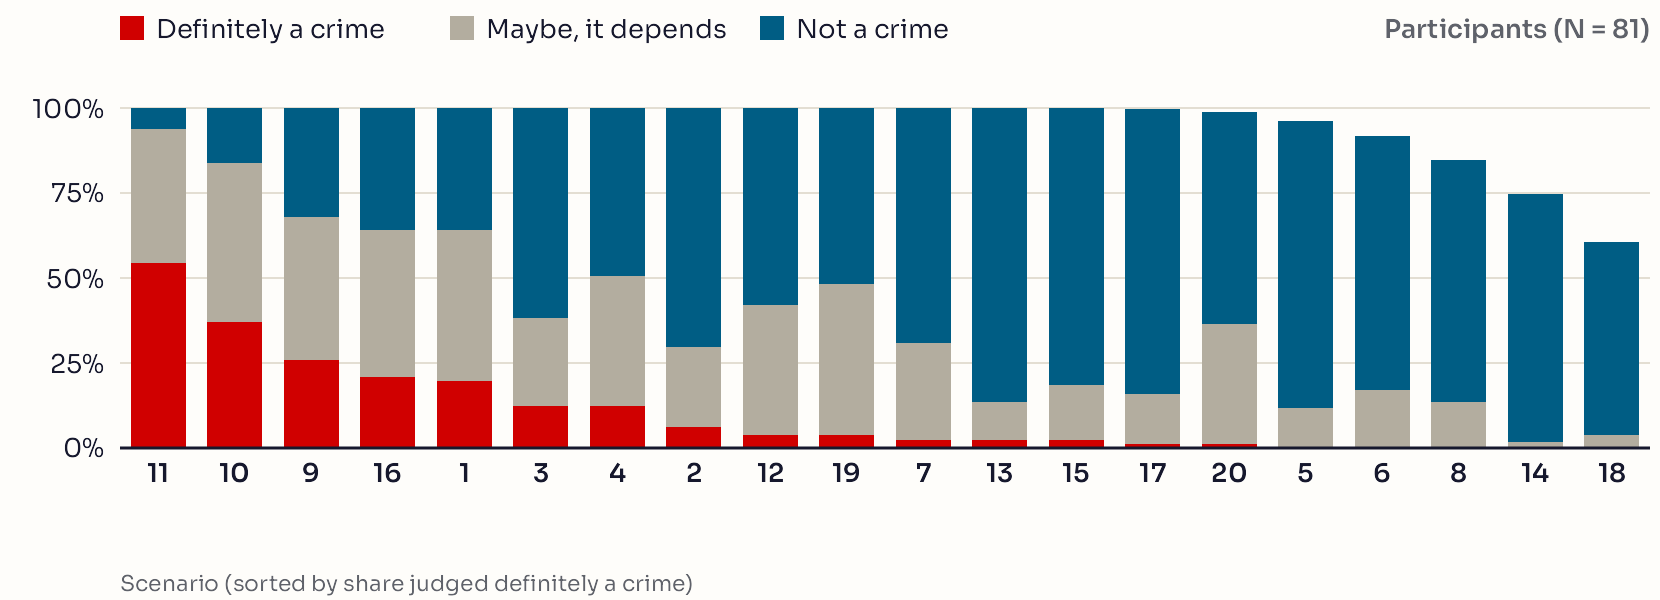 Definitely a crime Maybe, it depends Not a crime Participants (N = 81)
100%
75%
50%
25%
0%
11 10 9 16 1 3 4 2 12 19 7 13 15 17 20 5 6 8 14 18
Scenario (sorted by share judged definitely a crime)